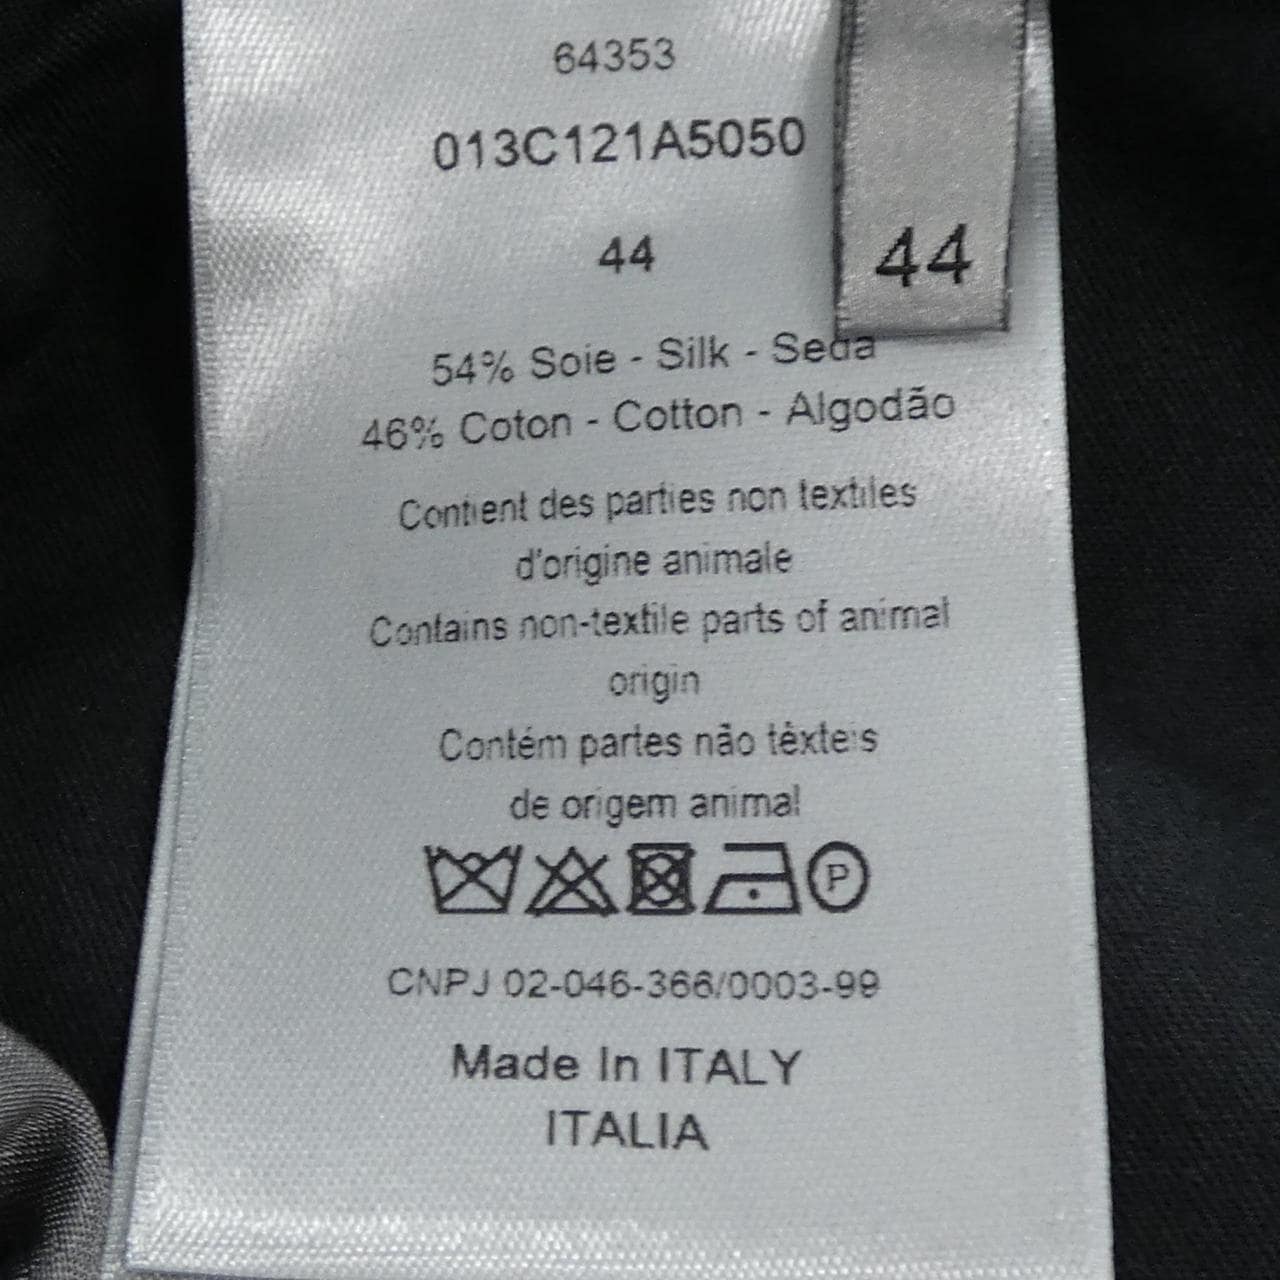 64353
013C121A5050
44
44
54% Soie - Silk - Seda
46% Coton - Cotton - Algodão
Contient des parties non textiles
d'origine animale
Contains non-textile parts of animal
origin
Contém partes não têxteis
de origem animal
P
CNPJ 02-046-366/0003-99
Made In ITALY
ITALIA